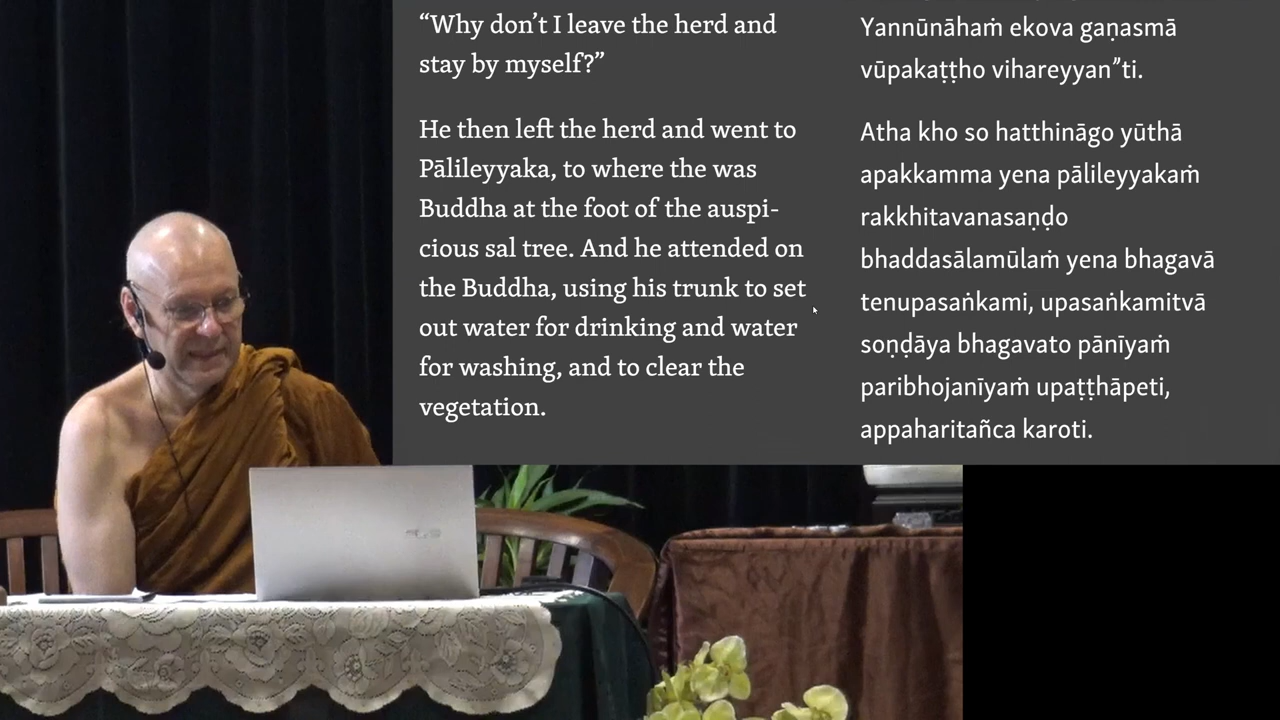 “Why don’t I leave the herd and
stay by myself?”
He then left the herd and went to
Pālileyyaka, to where the was
Buddha at the foot of the auspi-
cious sal tree. And he attended on
the Buddha, using his trunk to set
out water for drinking and water
for washing, and to clear the
vegetation.
Yannūnāhaṁ ekova gaṇasmā
vūpakaṭṭho vihareyyan”ti.
Atha kho so hatthināgo yūthā
apakkamma yena pālileyyakaṁ
rakkhitavanasaṇḍo
bhaddasālamūlaṁ yena bhagavā
tenupasaṅkami, upasaṅkamitvā
soṇḍāya bhagavato pānīyaṁ
paribhojanīyaṁ upaṭṭhāpeti,
appaharitañca karoti.